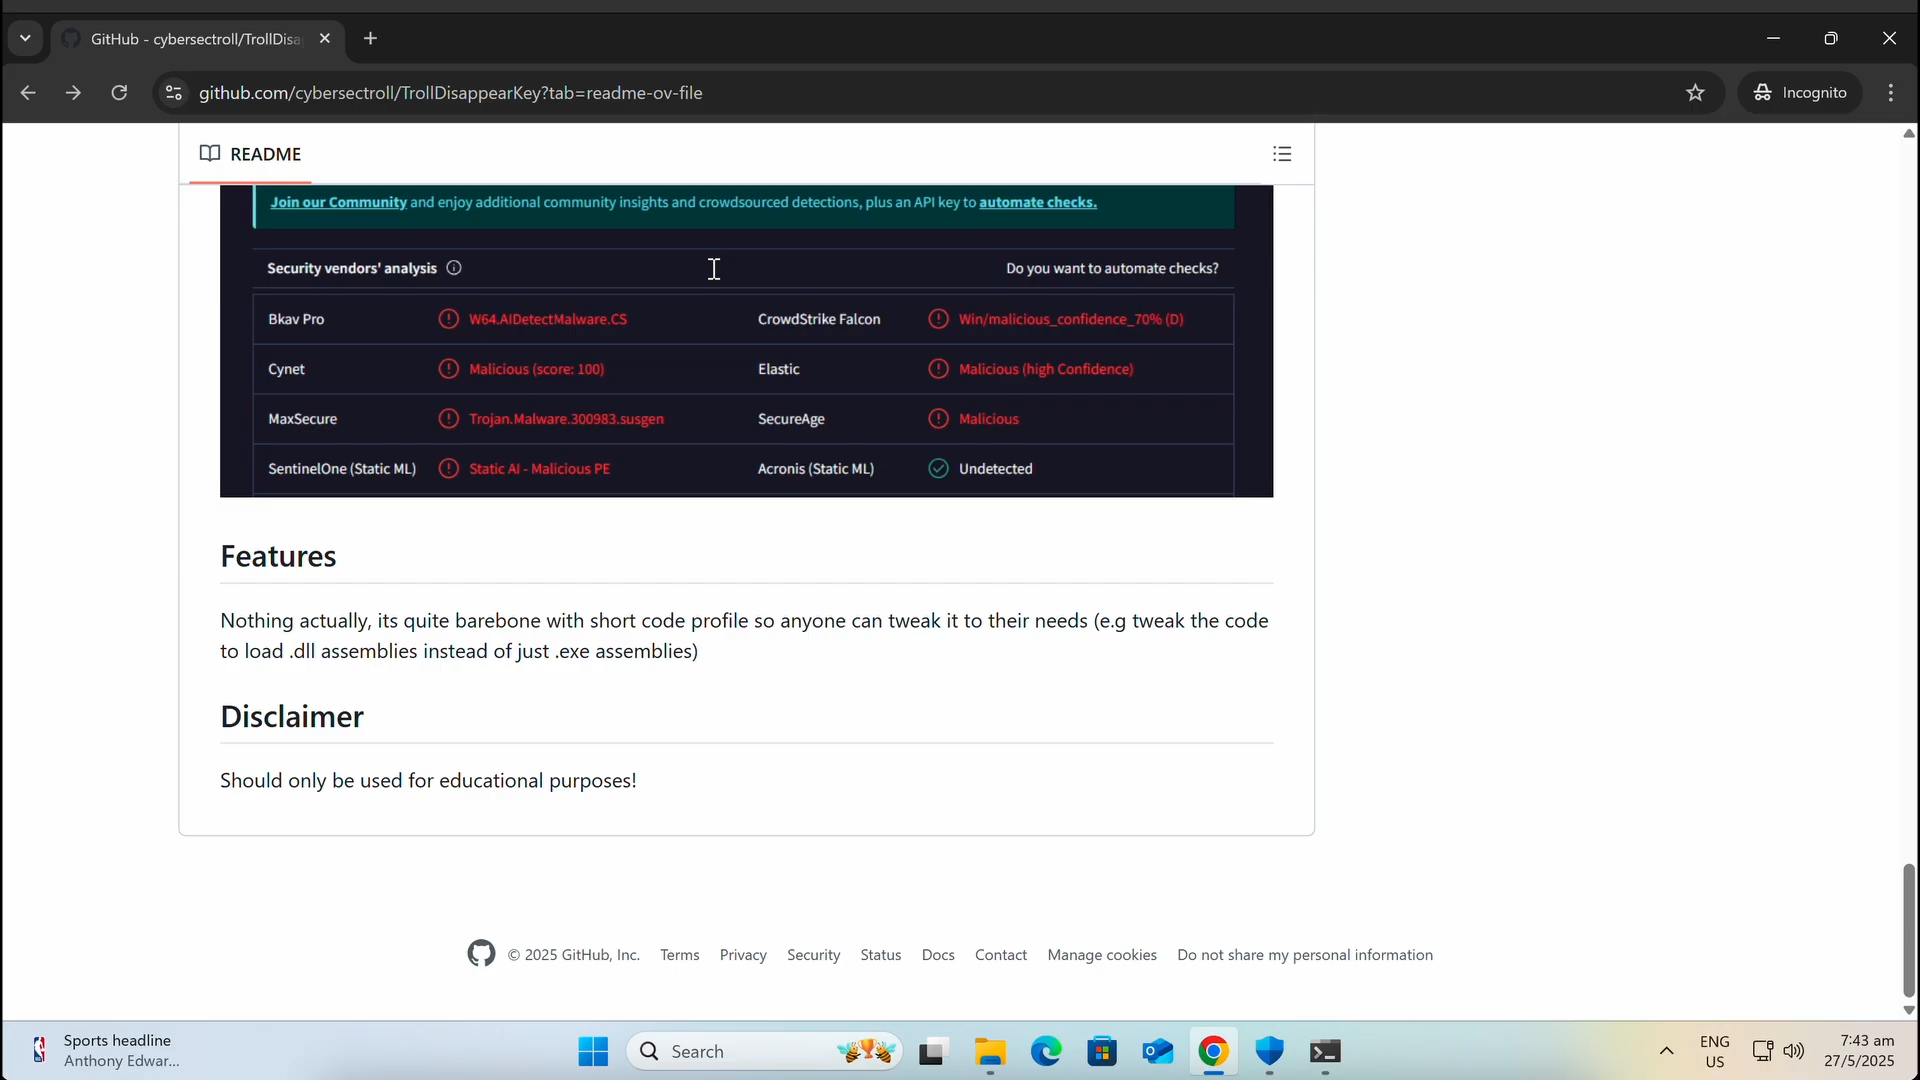 GitHub - cybersectroll/TrollDisa
github.com/cybersectroll/TrollDisappearKey?tab=readme-ov-file
Incognito
README
Join our Community and enjoy additional community insights and crowdsourced detections, plus an API key to automate checks.
Security vendors' analysis
Do you want to automate checks?
Bkav Pro W64.AIDetectMalware.CS CrowdStrike Falcon Win/malicious_confidence_70% (D)
Cynet Malicious (score: 100) Elastic Malicious (high Confidence)
MaxSecure Trojan.Malware.300983.susgen SecureAge Malicious
SentinelOne (Static ML) Static AI - Malicious PE Acronis (Static ML) Undetected
Features
Nothing actually, its quite barebone with short code profile so anyone can tweak it to their needs (e.g tweak the code
to load .dll assemblies instead of just .exe assemblies)
Disclaimer
Should only be used for educational purposes!
© 2025 GitHub, Inc. Terms Privacy Security Status Docs Contact Manage cookies Do not share my personal information
Sports headline
Anthony Edwar...
Search
ENG
US
7:43 am
27/5/2025